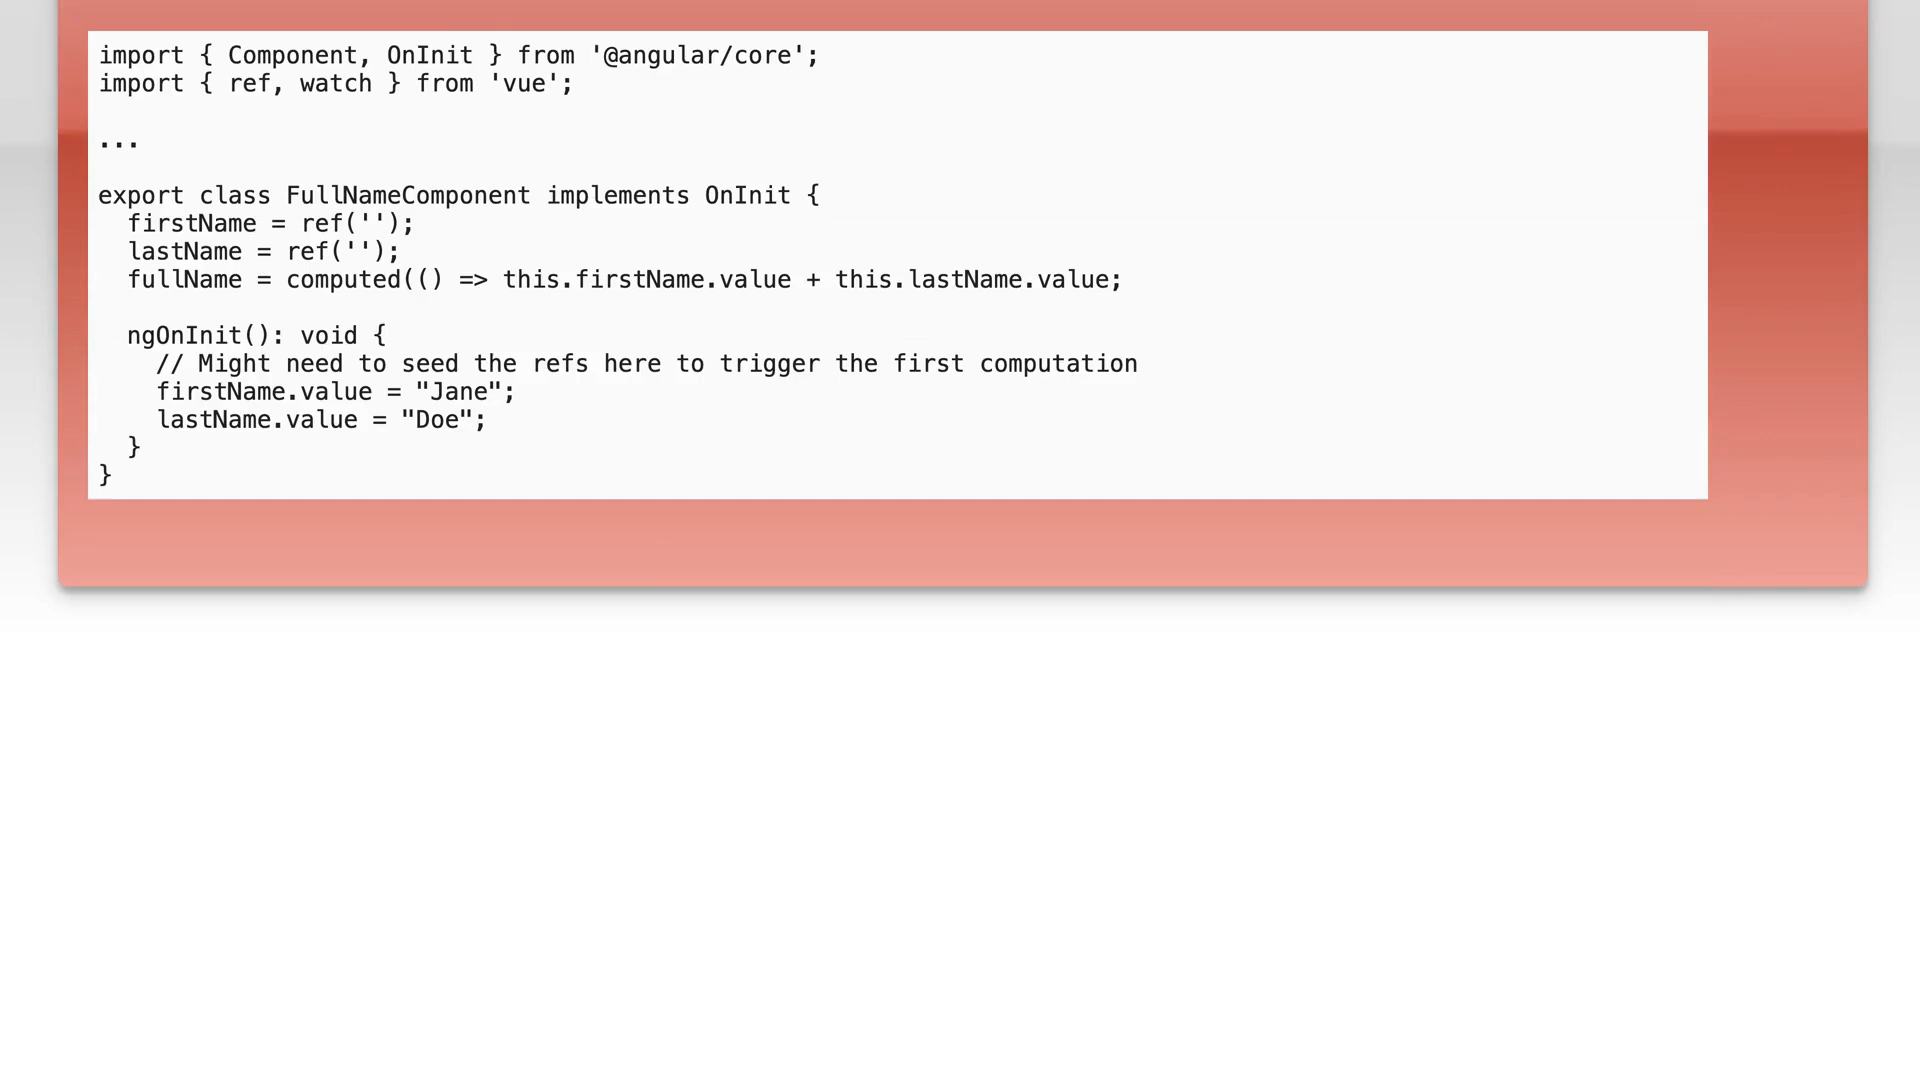 import { Component, OnInit } from '@angular/core';
import { ref, watch } from 'vue';
...
export class FullNameComponent implements OnInit {
firstName = ref('');
lastName = ref('');
fullName = computed(() => this.firstName.value + this.lastName.value;
ngOnInit(): void {
// Might need to seed the refs here to trigger the first computation
firstName.value = "Jane";
lastName.value = "Doe";
}
}